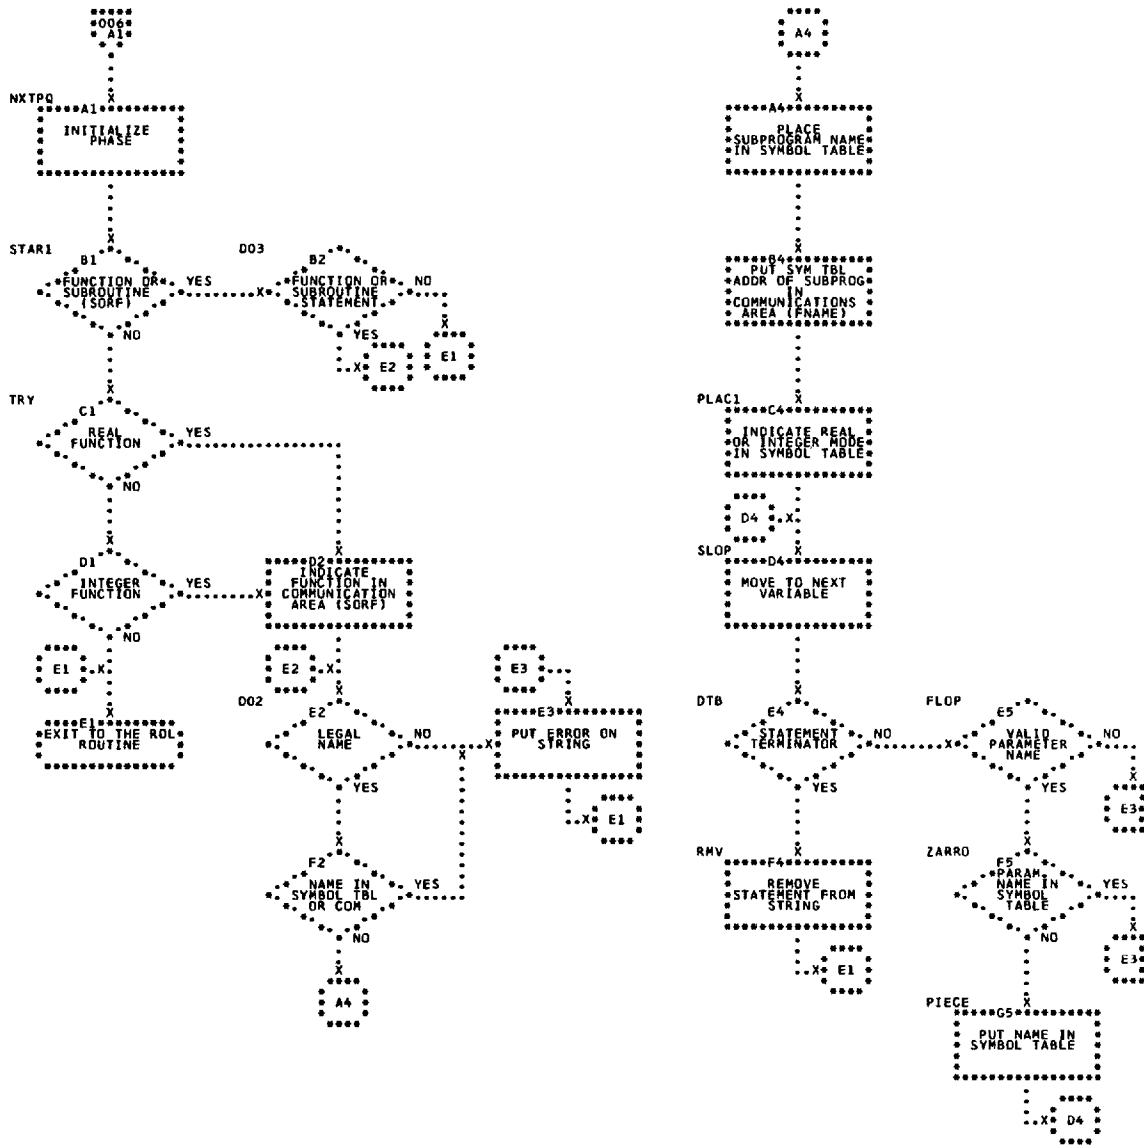 006
A1
NXTPQ
A1
INITIALIZE
PHASE
STAR1
B1
FUNCTION OR
SUBROUTINE
(SORF)
YES
NO
DO3
B2
FUNCTION OR
SUBROUTINE
STATEMENT
NO
YES
E2
E1
TRY
C1
REAL
FUNCTION
YES
NO
D1
INTEGER
FUNCTION
YES
NO
D2
INDICATE
FUNCTION IN
COMMUNICATION
AREA (SORF)
E1
E1
EXIT TO THE ROL
ROUTINE
E2
DO2
E2
LEGAL
NAME
NO
YES
E3
E3
PUT ERROR ON
STRING
E1
F2
NAME IN
SYMBOL TBL
OR COM
YES
NO
A4
A4
A4
PLACE
SUBPROGRAM NAME
IN SYMBOL TABLE
B4
PUT SYM TBL
ADDR OF SUBPROG
IN
COMMUNICATIONS
AREA (FNAME)
PLAC1
C4
INDICATE REAL
OR INTEGER MODE
IN SYMBOL TABLE
D4
SLOP
D4
MOVE TO NEXT
VARIABLE
DTB
E4
STATEMENT
TERMINATOR
NO
YES
FLOP
E5
VALID
PARAMETER
NAME
NO
YES
E3
RMV
F4
REMOVE
STATEMENT FROM
STRING
E1
ZARRO
F5
PARAM
NAME IN
SYMBOL
TABLE
YES
NO
E3
PIECE
G5
PUT NAME IN
SYMBOL TABLE
D4